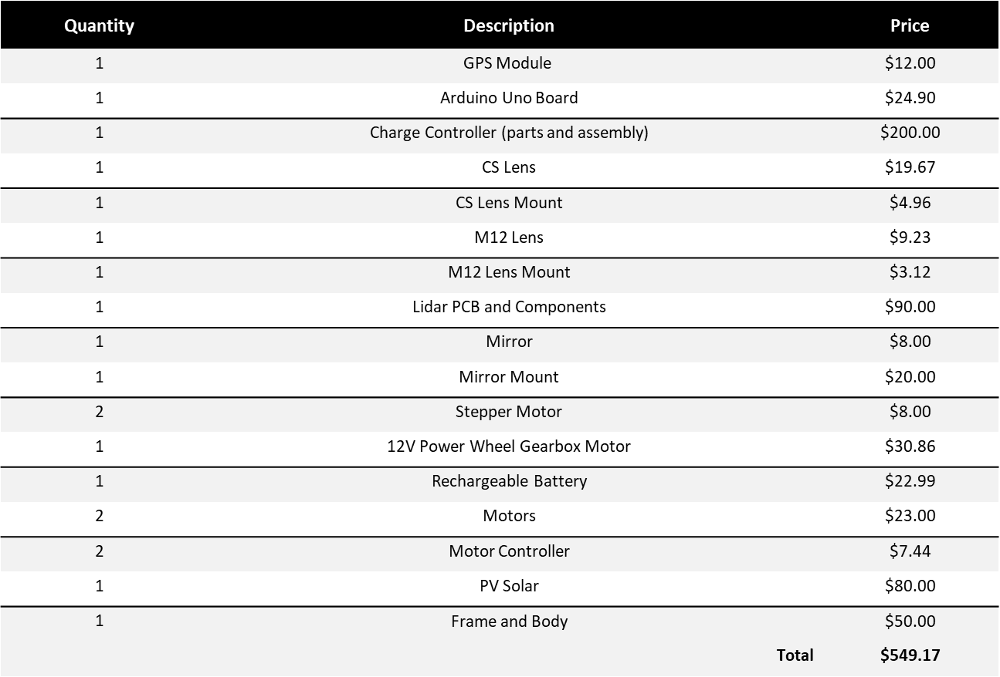 Quantity Description Price
1 GPS Module $12.00
1 Arduino Uno Board $24.90
1 Charge Controller (parts and assembly) $200.00
1 CS Lens $19.67
1 CS Lens Mount $4.96
1 M12 Lens $9.23
1 M12 Lens Mount $3.12
1 Lidar PCB and Components $90.00
1 Mirror $8.00
1 Mirror Mount $20.00
2 Stepper Motor $8.00
1 12V Power Wheel Gearbox Motor $30.86
1 Rechargeable Battery $22.99
2 Motors $23.00
2 Motor Controller $7.44
1 PV Solar $80.00
1 Frame and Body $50.00
Total $549.17